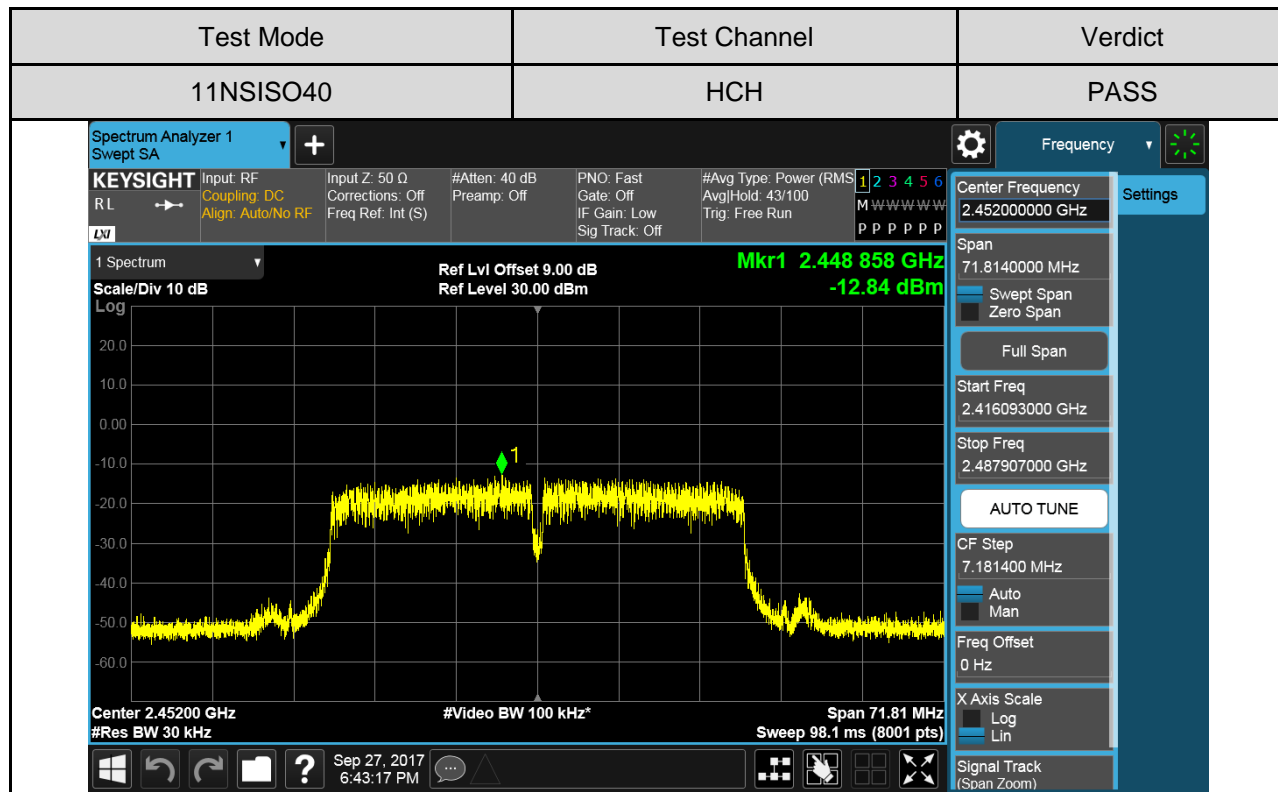 Test Mode Test Channel Verdict
11NSISO40 HCH PASS
Spectrum Analyzer 1
Swept SA
+
Frequency
KEYSIGHT
R L
LXI
Input: RF
Coupling: DC
Align: Auto/No RF
Input Z: 50 Ω
Corrections: Off
Freq Ref: Int (S)
#Atten: 40 dB
Preamp: Off
PNO: Fast
Gate: Off
IF Gain: Low
Sig Track: Off
#Avg Type: Power (RMS
Avg|Hold: 43/100
Trig: Free Run
1 2 3 4 5 6
M W W W W W
P P P P P P
1 Spectrum
Scale/Div 10 dB
Log
Ref Lvl Offset 9.00 dB
Ref Level 30.00 dBm
Mkr1 2.448 858 GHz
-12.84 dBm
20.0
10.0
0.00
-10.0
-20.0
-30.0
-40.0
-50.0
-60.0
1
Center 2.45200 GHz
#Res BW 30 kHz
#Video BW 100 kHz*
Span 71.81 MHz
Sweep 98.1 ms (8001 pts)
Center Frequency
2.452000000 GHz
Settings
Span
71.8140000 MHz
Swept Span
Zero Span
Full Span
Start Freq
2.416093000 GHz
Stop Freq
2.487907000 GHz
AUTO TUNE
CF Step
7.181400 MHz
Auto
Man
Freq Offset
0 Hz
X Axis Scale
Log
Lin
Signal Track
(Span Zoom)
?
Sep 27, 2017
6:43:17 PM